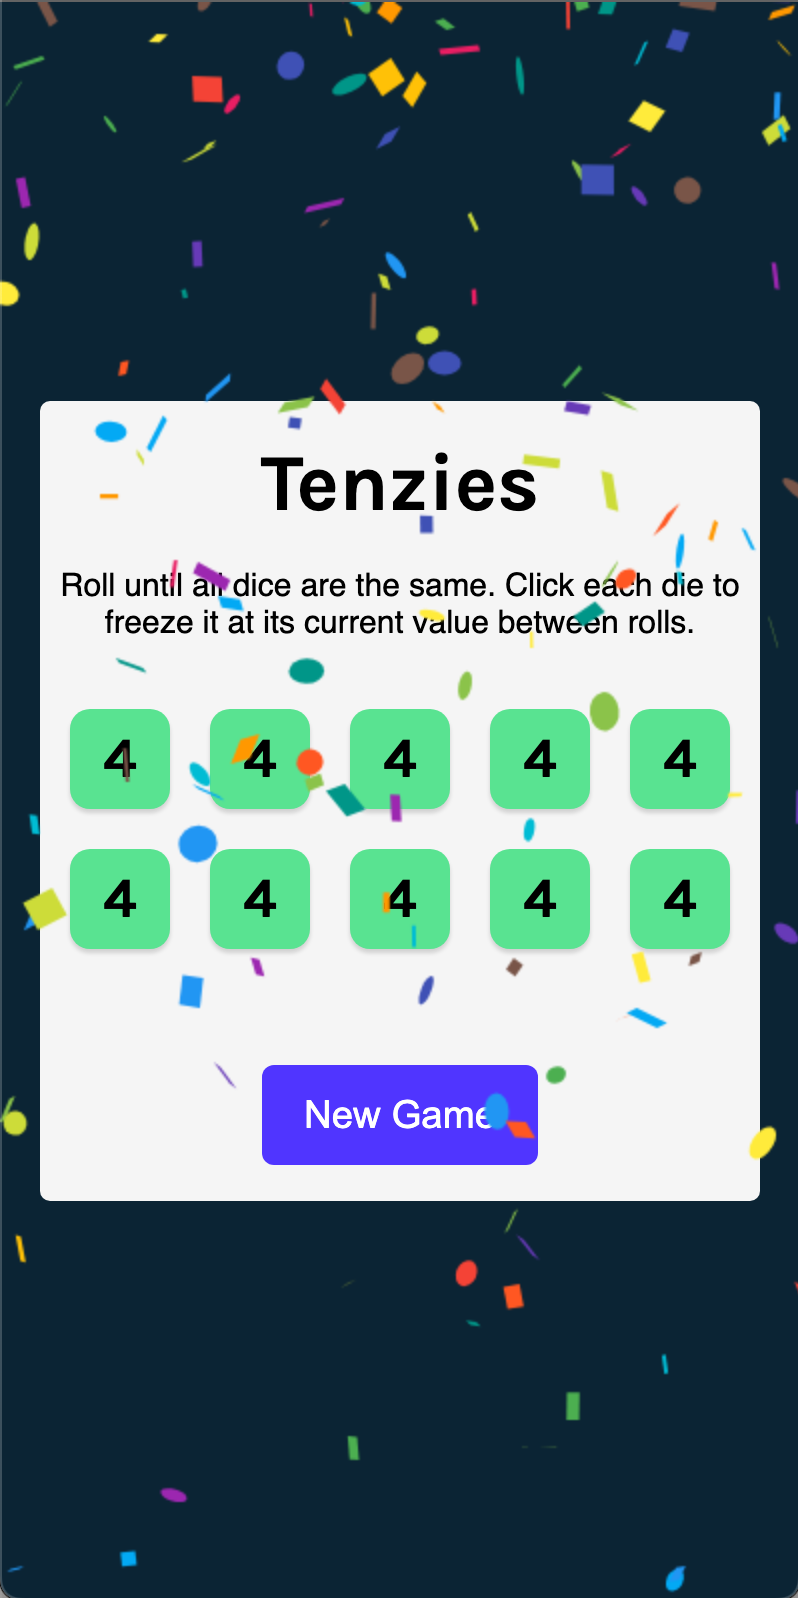 Tenzies
Roll until all dice are the same. Click each die to
freeze it at its current value between rolls.
4 4 4 4 4
4 4 4 4 4
New Game